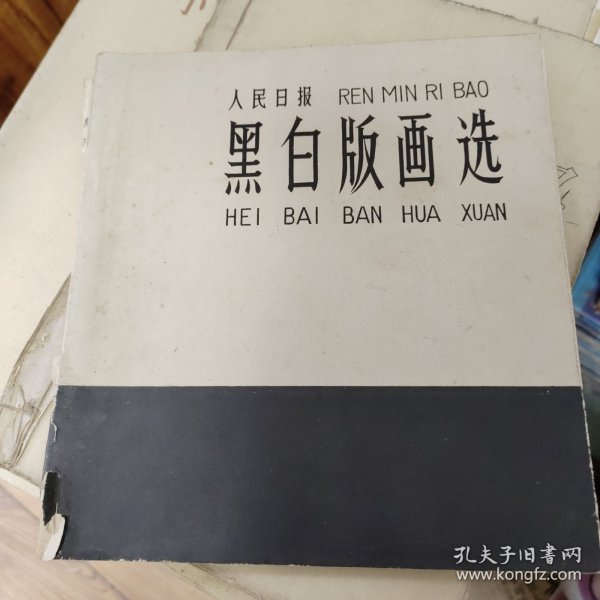 人民日报 REN MIN RI BAO
黑白版画选
HEI BAI BAN HUA XUAN
孔夫子旧书网
www.kongfz.com